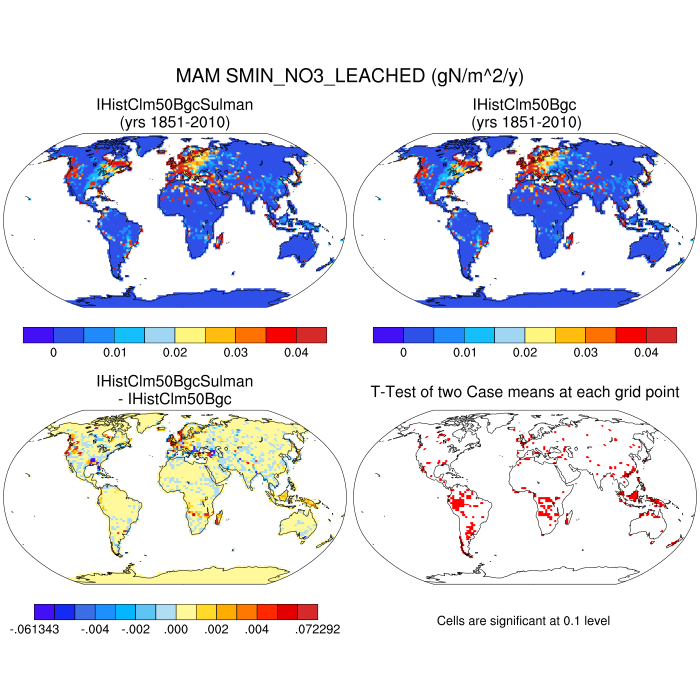 MAM SMIN_NO3_LEACHED (gN/m^2/y)
IHistClm50BgcSulman
(yrs 1851-2010)
IHistClm50Bgc
(yrs 1851-2010)
0 0.01 0.02 0.03 0.04
0 0.01 0.02 0.03 0.04
IHistClm50BgcSulman
- IHistClm50Bgc
T-Test of two Case means at each grid point
-.061343 -.004 -.002 .000 .002 .004 .072292
Cells are significant at 0.1 level